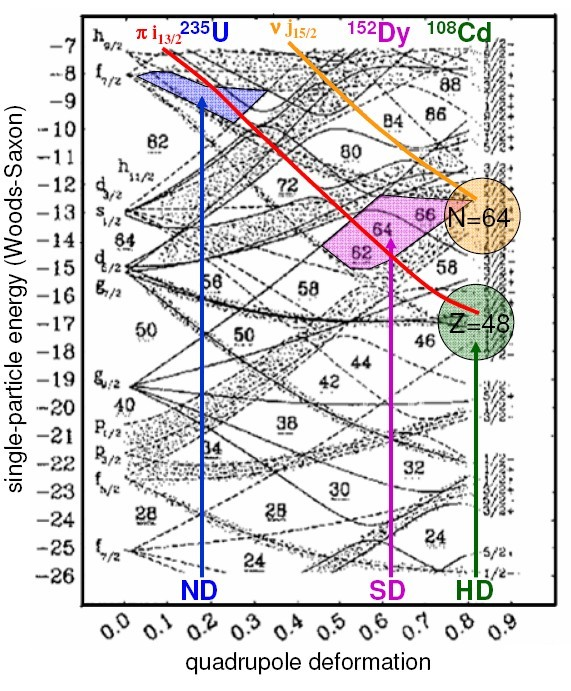 π i13/2 235U ν j15/2 152Dy 108Cd
single-particle energy (Woods-Saxon)
-7
-8
-9
-10
-11
-12
-13
-14
-15
-16
-17
-18
-19
-20
-21
-22
-23
-24
-25
-26
h9/2
f7/2
h11/2
d3/2
s1/2
64
d5/2
g7/2
g9/2
40
p1/2
p3/2
f5/2
f7/2
82
88
84 86
80
72
66
64
62
N=64
58
56 58
Z=48
50 50
46
44
42
38
34
32
30
28 28
24
24
5/2
1/2
ND SD HD
0.0 0.1 0.2 0.3 0.4 0.5 0.6 0.7 0.8 0.9
quadrupole deformation